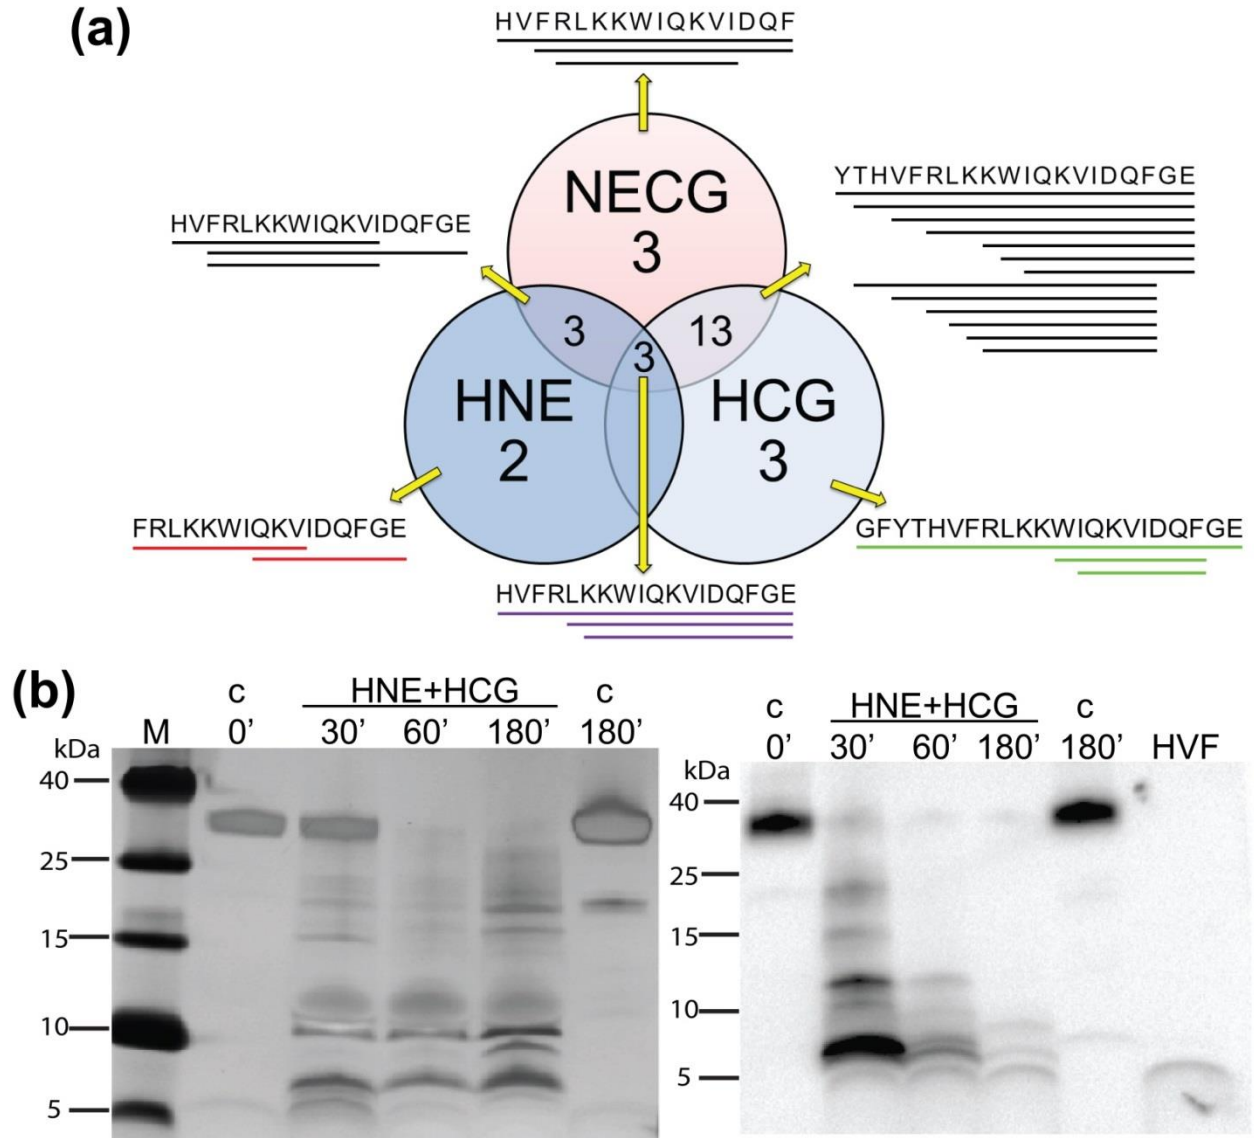 (a)
HVFRLKKWIQKVIDQF
NECG
3
YTHVFRLKKWIQKVIDQFGE
HVFRLKKWIQKVIDQFGE
3
13
3
HNE
2
HCG
3
FRLKKWIQKVIDQFGE
GFYTHVFRLKKWIQKVIDQFGE
HVFRLKKWIQKVIDQFGE
(b)
c HNE+HCG c
kDa M 0’ 30’ 60’ 180’ 180’
40
25
15
10
5
c HNE+HCG c
0’ 30’ 60’ 180’ 180’ HVF
kDa
40
25
15
10
5